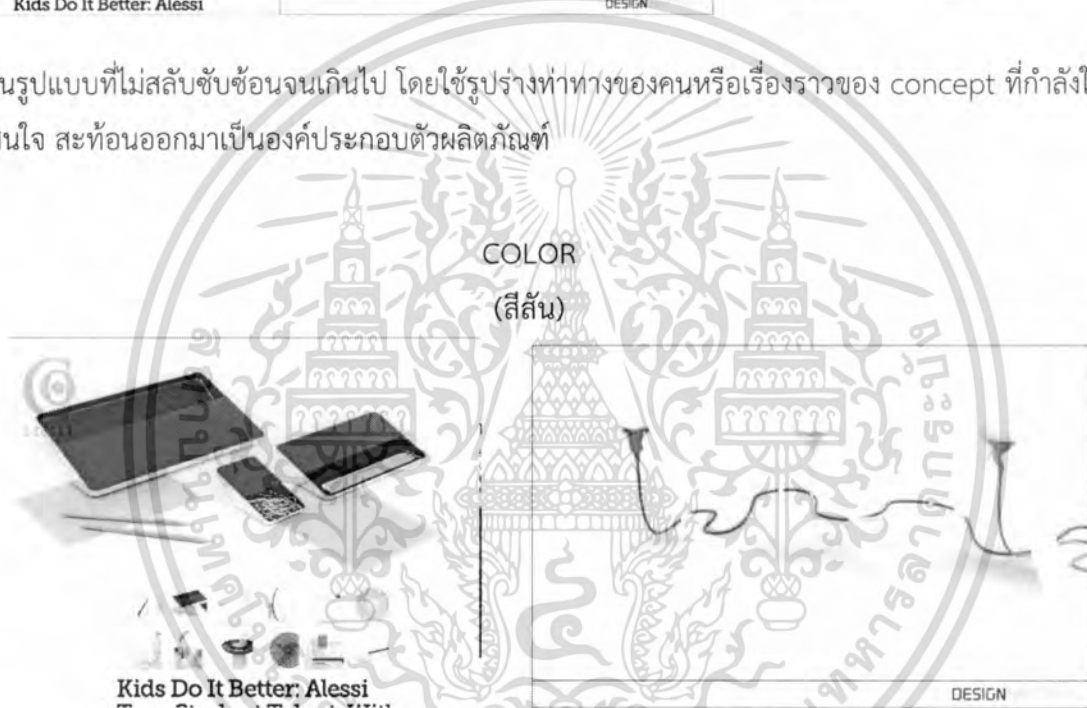 Kids Do It Better: Alessi
DESIGN
นรูปแบบที่ไม่สลับซับซ้อนจนเกินไป โดยใช้รูปร่างท่าทางของคนหรือเรื่องราวของ concept ที่กำลังใ
นใจ สะท้อนออกมาเป็นองค์ประกอบตัวผลิตภัณฑ์
COLOR
(สีสัน)
Kids Do It Better: Alessi
DESIGN